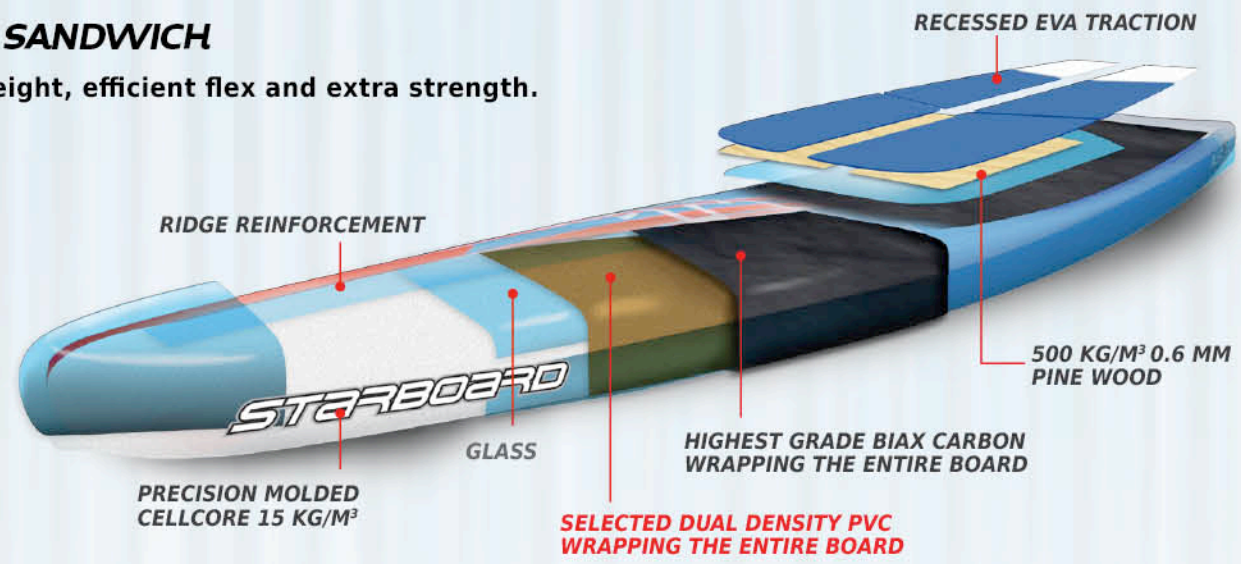 SANDWICH
eight, efficient flex and extra strength.
RECESSED EVA TRACTION
RIDGE REINFORCEMENT
500 KG/M³ 0.6 MM
PINE WOOD
STARBOARD
GLASS
HIGHEST GRADE BIAX CARBON
WRAPPING THE ENTIRE BOARD
PRECISION MOLDED
CELLCORE 15 KG/M³
SELECTED DUAL DENSITY PVC
WRAPPING THE ENTIRE BOARD